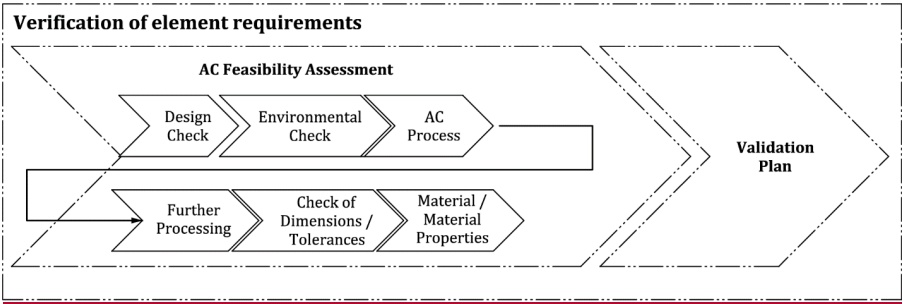 Verification of element requirements
AC Feasibility Assessment
Design
Check
Environmental
Check
AC
Process
Further
Processing
Check of
Dimensions /
Tolerances
Material /
Material
Properties
Validation
Plan